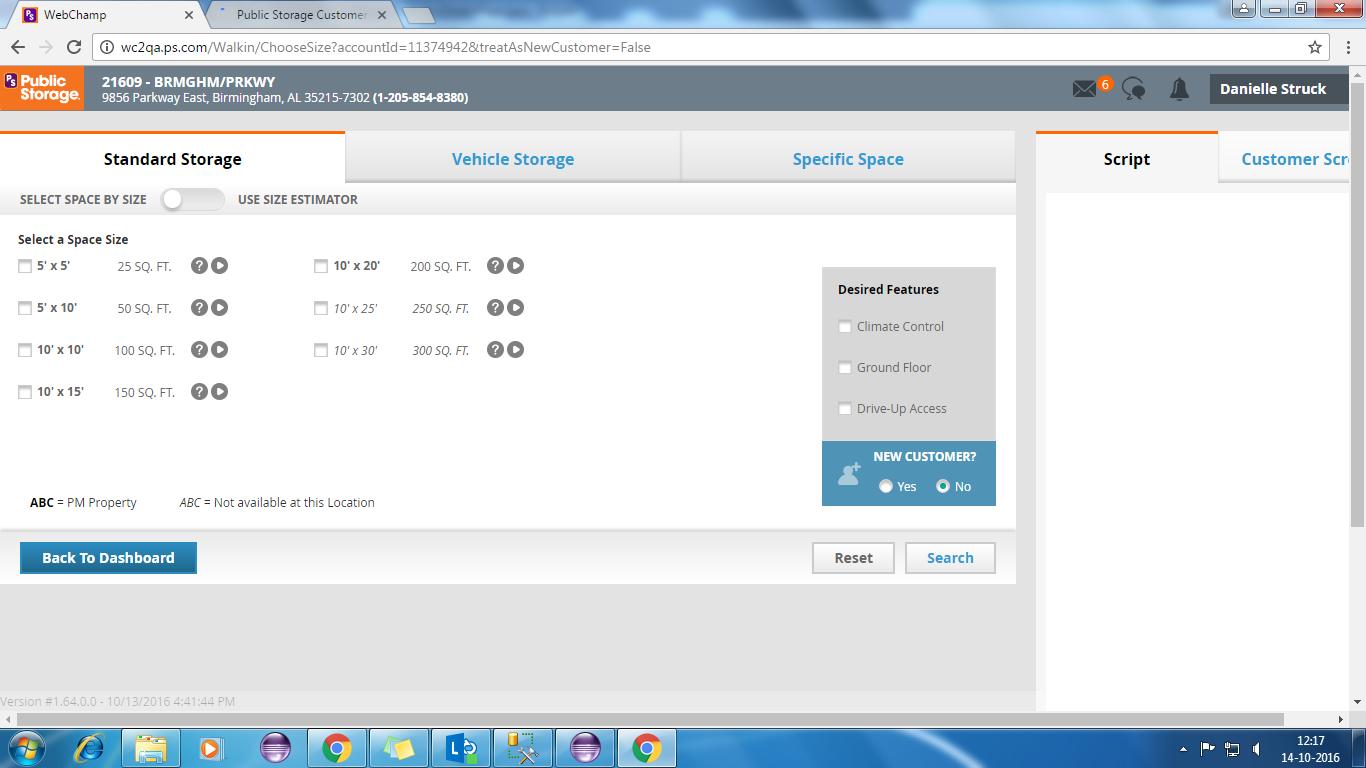 WebChamp
Public Storage Customer
wc2qa.ps.com/Walkin/ChooseSize?accountId=11374942&treatAsNewCustomer=False
PS Public Storage.
21609 - BRMGHM/PRKWY
9856 Parkway East, Birmingham, AL 35215-7302 (1-205-854-8380)
6
Danielle Struck
Standard Storage
Vehicle Storage
Specific Space
Script
Customer Scr
SELECT SPACE BY SIZE USE SIZE ESTIMATOR
Select a Space Size
5' x 5' 25 SQ. FT. ?
10' x 20' 200 SQ. FT. ?
5' x 10' 50 SQ. FT. ?
10' x 25' 250 SQ. FT. ?
10' x 10' 100 SQ. FT. ?
10' x 30' 300 SQ. FT. ?
10' x 15' 150 SQ. FT. ?
Desired Features
Climate Control
Ground Floor
Drive-Up Access
NEW CUSTOMER?
Yes No
ABC = PM Property
ABC = Not available at this Location
Back To Dashboard
Reset
Search
Version #1.64.0.0 - 10/13/2016 4:41:44 PM
12:17
14-10-2016